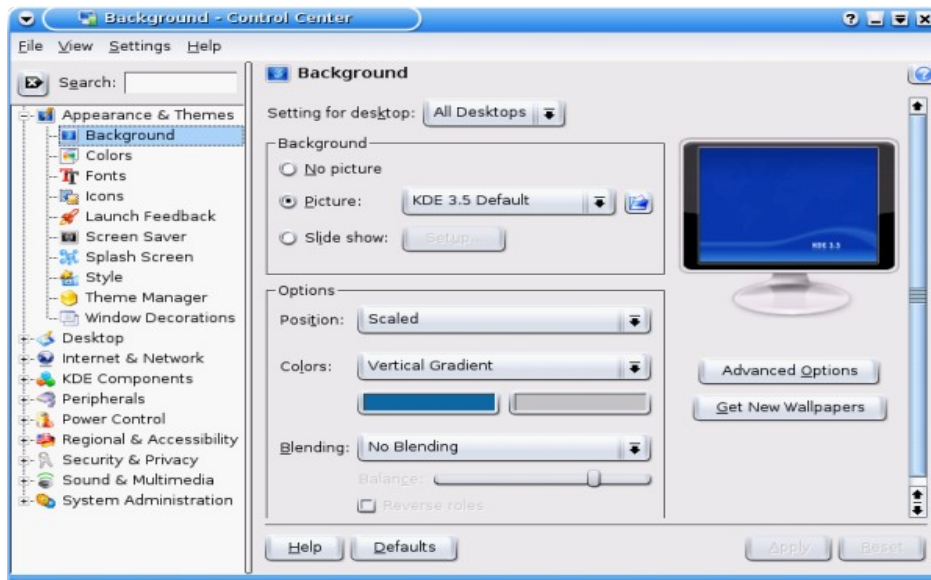 Background - Control Center
File View Settings Help
Search:
Appearance & Themes
Background
Colors
Fonts
Icons
Launch Feedback
Screen Saver
Splash Screen
Style
Theme Manager
Window Decorations
Desktop
Internet & Network
KDE Components
Peripherals
Power Control
Regional & Accessibility
Security & Privacy
Sound & Multimedia
System Administration
Background
Setting for desktop: All Desktops
Background
No picture
Picture: KDE 3.5 Default
Slide show: Setup...
KDE 3.5
Options
Position: Scaled
Colors: Vertical Gradient
Blending: No Blending
Balance:
Reverse roles
Advanced Options
Get New Wallpapers
Help Defaults Apply Reset